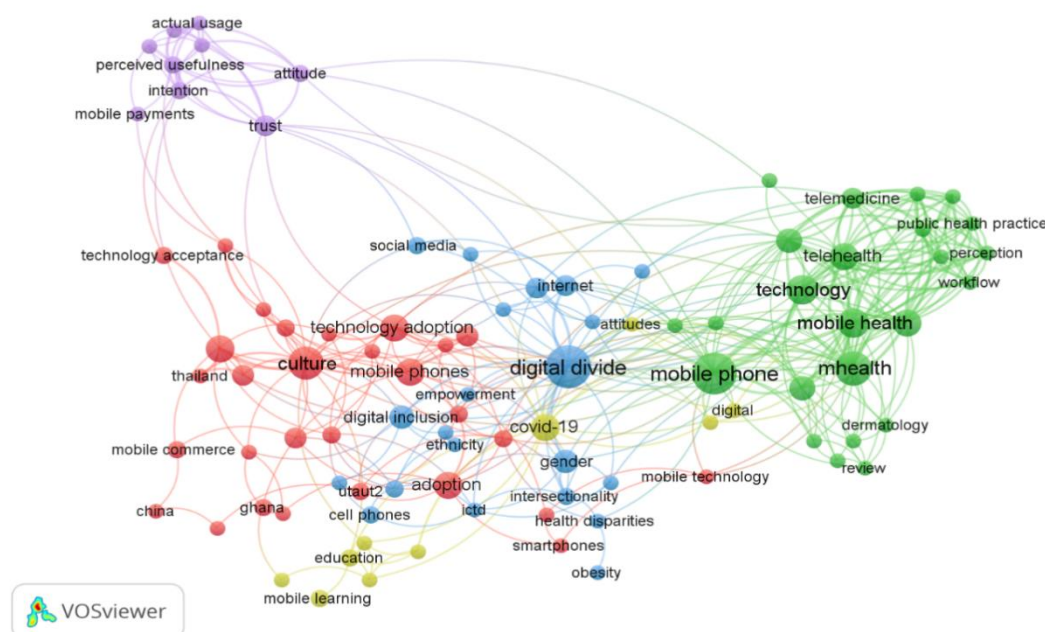 actual usage
perceived usefulness
attitude
intention
mobile payments
trust
telemedicine
public health practice
social media
technology acceptance
telehealth
perception
internet
technology
workflow
technology adoption
attitudes
mobile health
culture
thailand
mobile phones
digital divide
mobile phone
mhealth
empowerment
digital inclusion
digital
covid-19
dermatology
ethnicity
mobile commerce
gender
review
mobile technology
utaut2
adoption
intersectionality
china
ghana
cell phones
ictd
health disparities
smartphones
education
obesity
mobile learning
VOSviewer